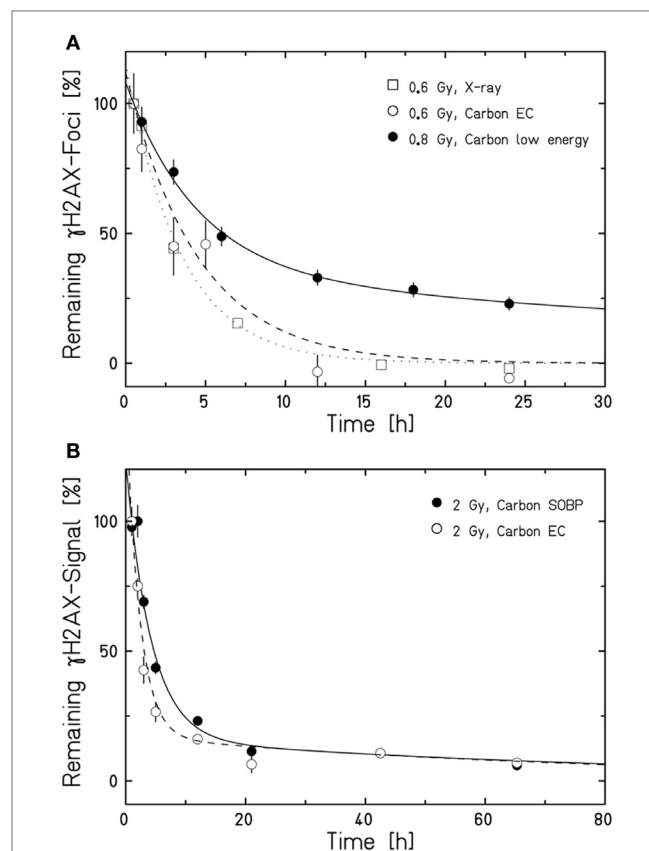 A
Remaining γH2AX-Foci [%]
100
50
0
0.6 Gy, X-ray
0.6 Gy, Carbon EC
0.8 Gy, Carbon low energy
0 5 10 15 20 25 30
Time [h]
B
Remaining γH2AX-Signal [%]
100
50
0
2 Gy, Carbon SOBP
2 Gy, Carbon EC
0 20 40 60 80
Time [h]